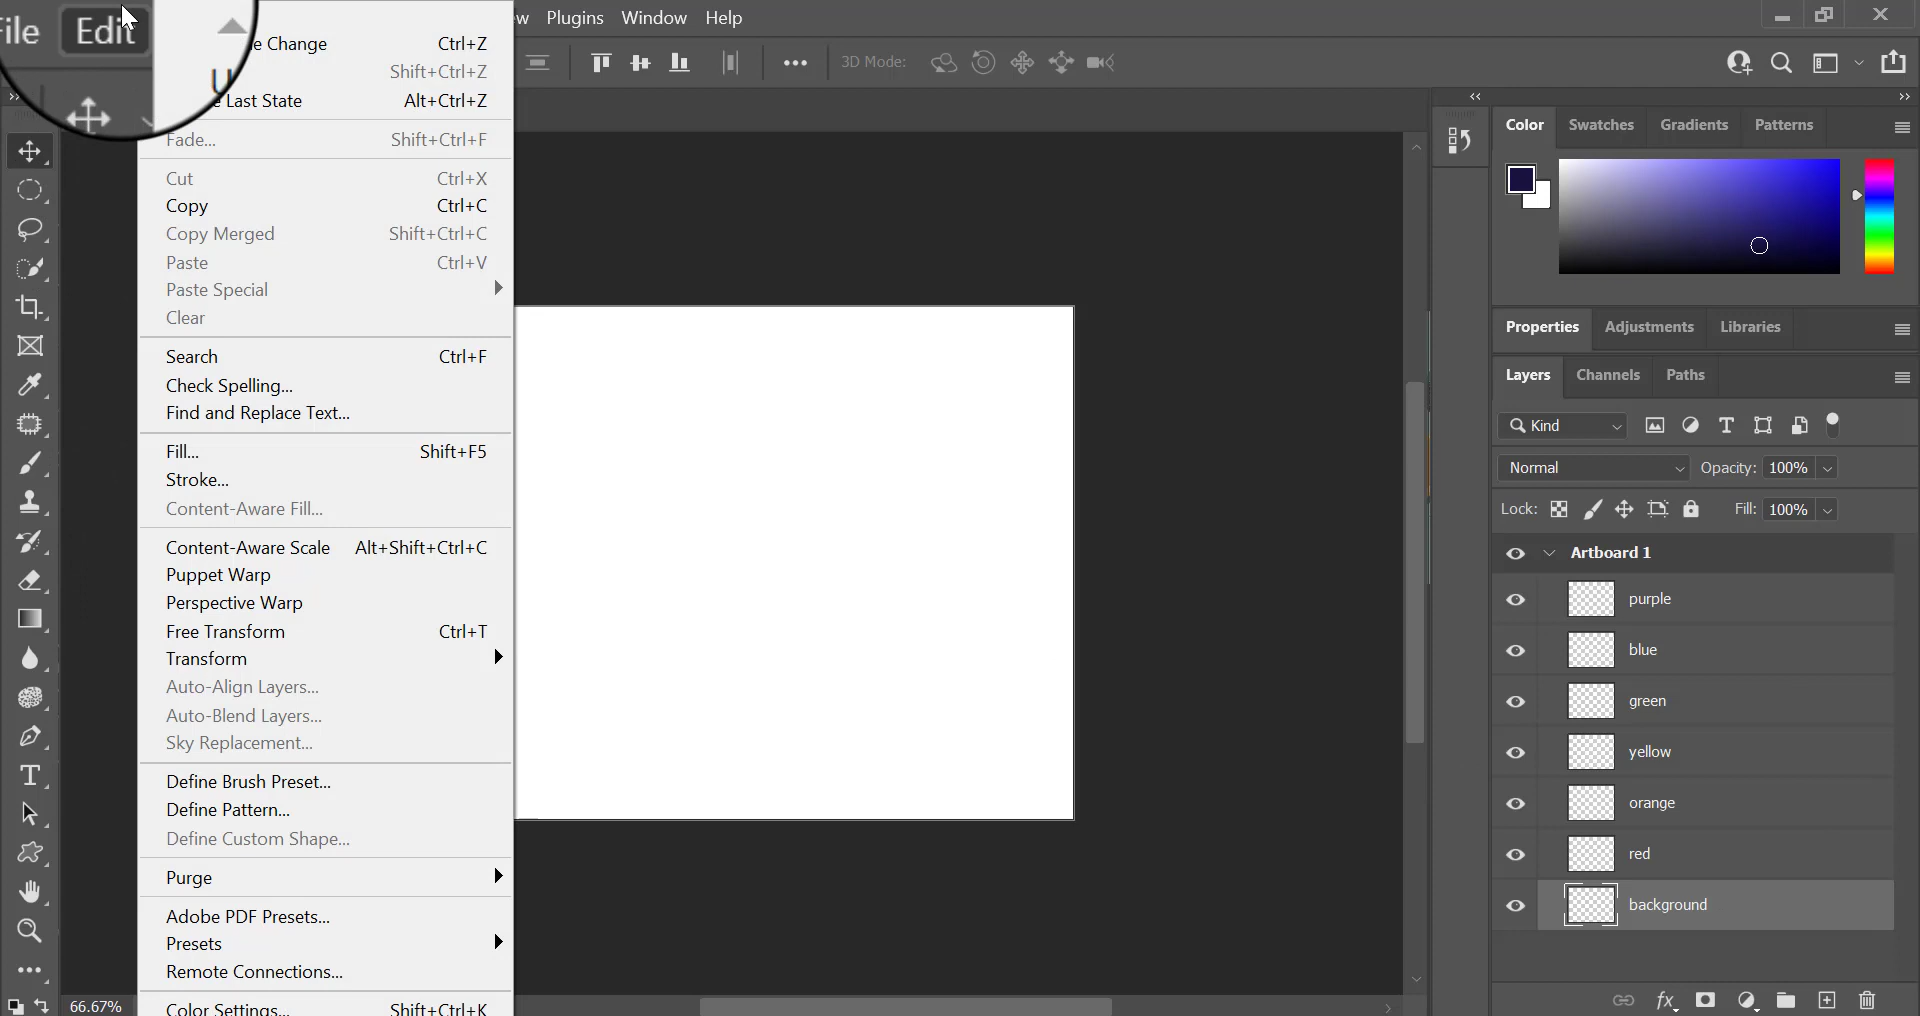 File Edit View Plugins Window Help
Change Ctrl+Z
Shift+Ctrl+Z
Last State Alt+Ctrl+Z
3D Mode:
Fade... Shift+Ctrl+F
Cut Ctrl+X
Copy Ctrl+C
Copy Merged Shift+Ctrl+C
Paste Ctrl+V
Paste Special
Clear
Search Ctrl+F
Check Spelling...
Find and Replace Text...
Fill... Shift+F5
Stroke...
Content-Aware Fill...
Content-Aware Scale Alt+Shift+Ctrl+C
Puppet Warp
Perspective Warp
Free Transform Ctrl+T
Transform
Auto-Align Layers...
Auto-Blend Layers...
Sky Replacement...
Define Brush Preset...
Define Pattern...
Define Custom Shape...
Purge
Adobe PDF Presets...
Presets
Remote Connections...
Color Settings... Shift+Ctrl+K
66.67%
Color Swatches Gradients Patterns
Properties Adjustments Libraries
Layers Channels Paths
Kind
Normal Opacity: 100%
Lock: Fill: 100%
Artboard 1
purple
blue
green
yellow
orange
red
background
fx